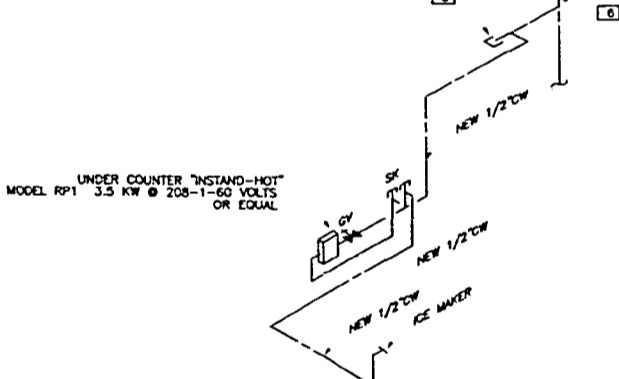 6
NEW 1/2"CW
UNDER COUNTER "INSTAND-HOT"
MODEL RP1 3.5 KW @ 208-1-60 VOLTS
OR EQUAL
SK
GV
NEW 1/2"CW
NEW 1/2"CW
ICE MAKER